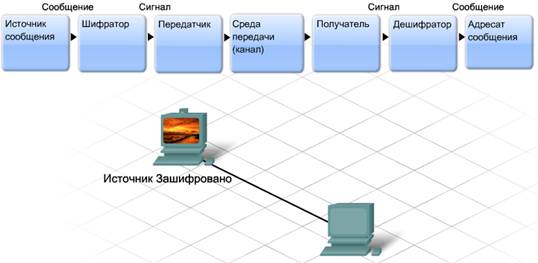 Сообщение
Сигнал
Сигнал
Сообщение
Источник
сообщения
Шифратор
Передатчик
Среда
передачи
(канал)
Получатель
Дешифратор
Адресат
сообщения
Источник Зашифровано